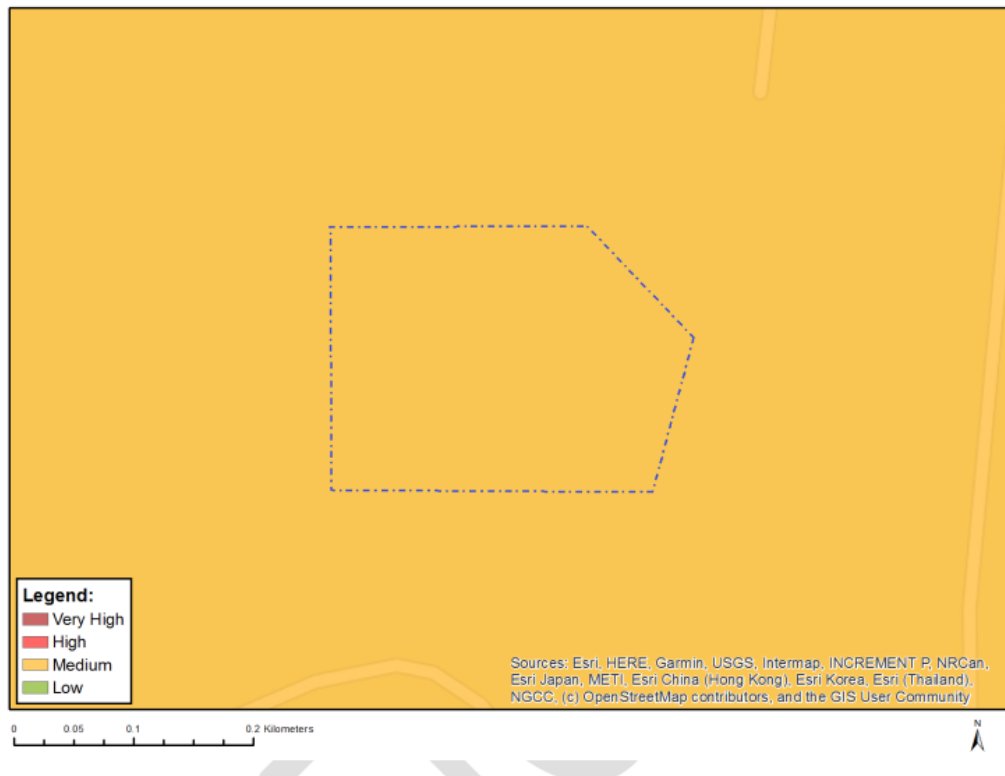 Legend:
Very High
High
Medium
Low
Sources: Esri, HERE, Garmin, USGS, Intermap, INCREMENT P, NRCan,
Esri Japan, METI, Esri China (Hong Kong), Esri Korea, Esri (Thailand),
NGCC, (c) OpenStreetMap contributors, and the GIS User Community
0 0.05 0.1 0.2 Kilometers
N